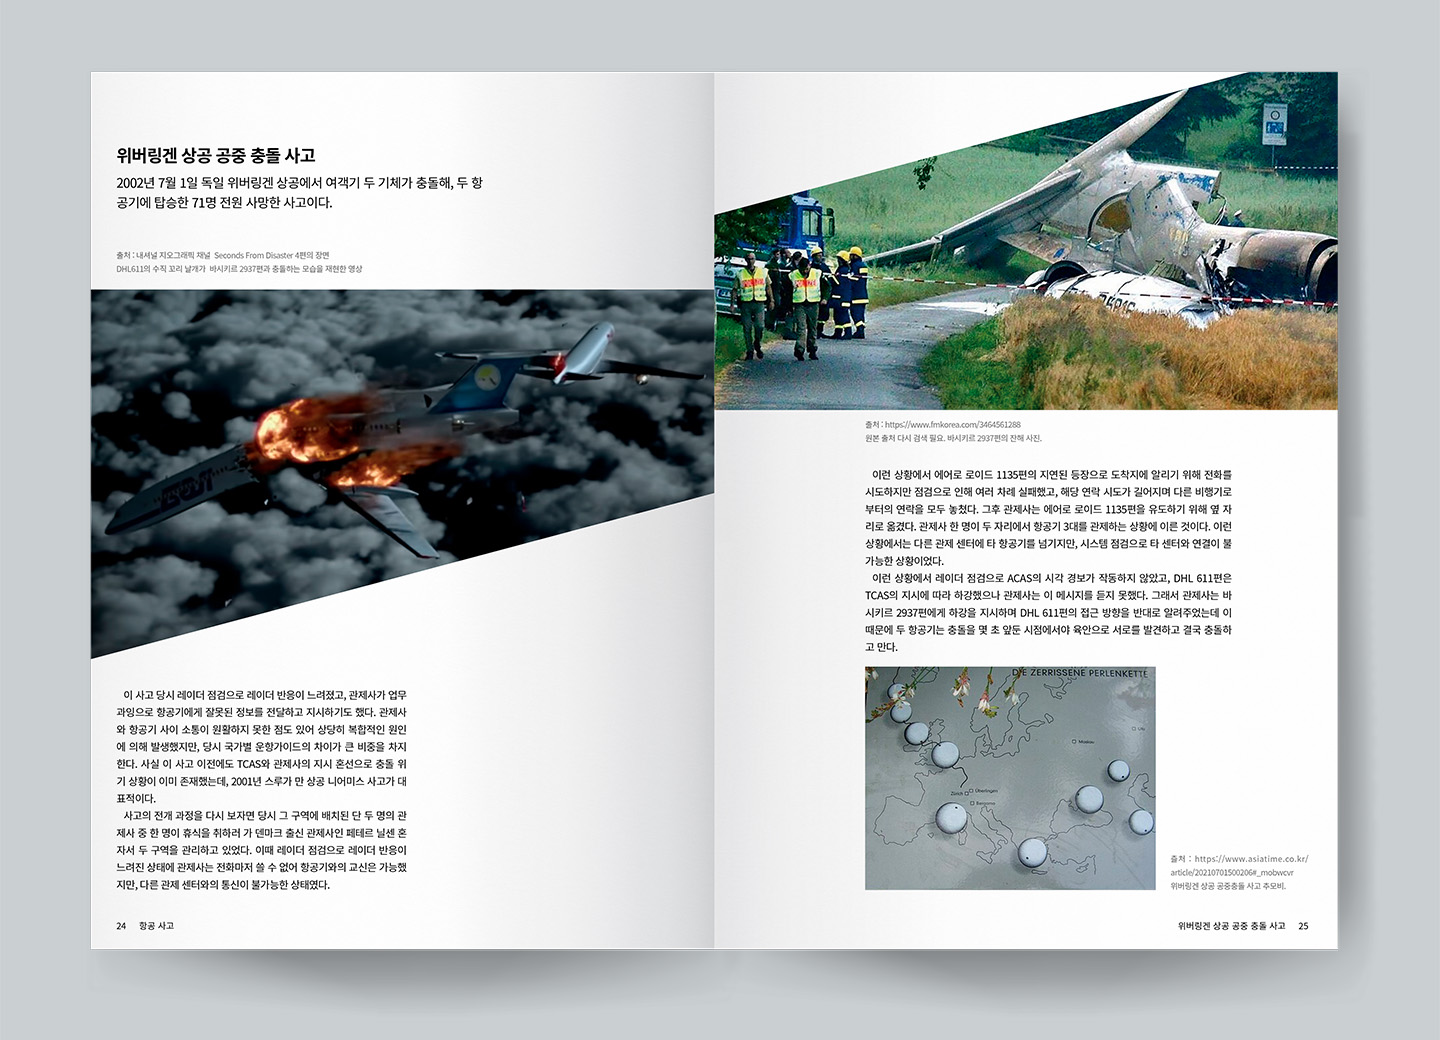 위버링겐 상공 공중 충돌 사고
2002년 7월 1일 독일 위버링겐 상공에서 여객기 두 기체가 충돌해, 두 항
공기에 탑승한 71명 전원 사망한 사고이다.
출처 : 내셔널 지오그래픽 채널 Seconds From Disaster 4편의 장면
DHL611의 수직 꼬리 날개가 바시키르 2937편과 충돌하는 모습을 재현한 영상
이 사고 당시 레이더 점검으로 레이더 반응이 느려졌고, 관제사가 업무
과잉으로 항공기에게 잘못된 정보를 전달하고 지시하기도 했다. 관제사
와 항공기 사이 소통이 원활하지 못한 점도 있어 상당히 복합적인 원인
에 의해 발생했지만, 당시 국가별 운항가이드의 차이가 큰 비중을 차지
한다. 사실 이 사고 이전에도 TCAS와 관제사의 지시 혼선으로 충돌 위
기 상황이 이미 존재했는데, 2001년 스루가 만 상공 니어미스 사고가 대
표적이다.
사고의 전개 과정을 다시 보자면 당시 그 구역에 배치된 단 두 명의 관
제사 중 한 명이 휴식을 취하러 가 덴마크 출신 관제사인 페테르 닐센 혼
자서 두 구역을 관리하고 있었다. 이때 레이더 점검으로 레이더 반응이
느려진 상태에 관제사는 전화마저 쓸 수 없어 항공기와의 교신은 가능했
지만, 다른 관제 센터와의 통신이 불가능한 상태였다.
24 항공 사고
출처 : https://www.fmkorea.com/3464561288
원본 출처 다시 검색 필요. 바시키르 2937편의 잔해 사진.
이런 상황에서 에어로 로이드 1135편의 지연된 등장으로 도착지에 알리기 위해 전화를
시도하지만 점검으로 인해 여러 차례 실패했고, 해당 연락 시도가 길어지며 다른 비행기로
부터의 연락을 모두 놓쳤다. 그후 관제사는 에어로 로이드 1135편을 유도하기 위해 옆 자
리로 옮겼다. 관제사 한 명이 두 자리에서 항공기 3대를 관제하는 상황에 이른 것이다. 이런
상황에서는 다른 관제 센터에 타 항공기를 넘기지만, 시스템 점검으로 타 센터와 연결이 불
가능한 상황이었다.
이런 상황에서 레이더 점검으로 ACAS의 시각 경보가 작동하지 않았고, DHL 611편은
TCAS의 지시에 따라 하강했으나 관제사는 이 메시지를 듣지 못했다. 그래서 관제사는 바
시키르 2937편에게 하강을 지시하며 DHL 611편의 접근 방향을 반대로 알려주었는데 이
때문에 두 항공기는 충돌을 몇 초 앞둔 시점에서야 육안으로 서로를 발견하고 결국 충돌하
고 만다.
DIE ZERRISSENE PERLENKETTE
Ufa
Moskau
Zürich Überlingen
Bergamo
출처 : https://www.asiatime.co.kr/
article/20210701500206#_mobwcvr
위버링겐 상공 공중충돌 사고 추모비.
위버링겐 상공 공중 충돌 사고 25